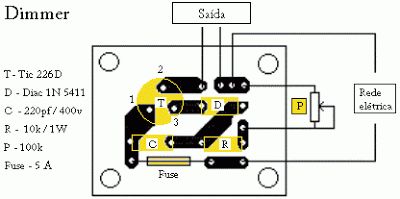 Dimmer
Saída
T - Tic 226D
D - Diac 1N 5411
C - 220pf / 400v
R - 10k / 1W
P - 100k
Fuse - 5 A
2
1
T
3
D
C
R
Fuse
P
Rede
elétrica